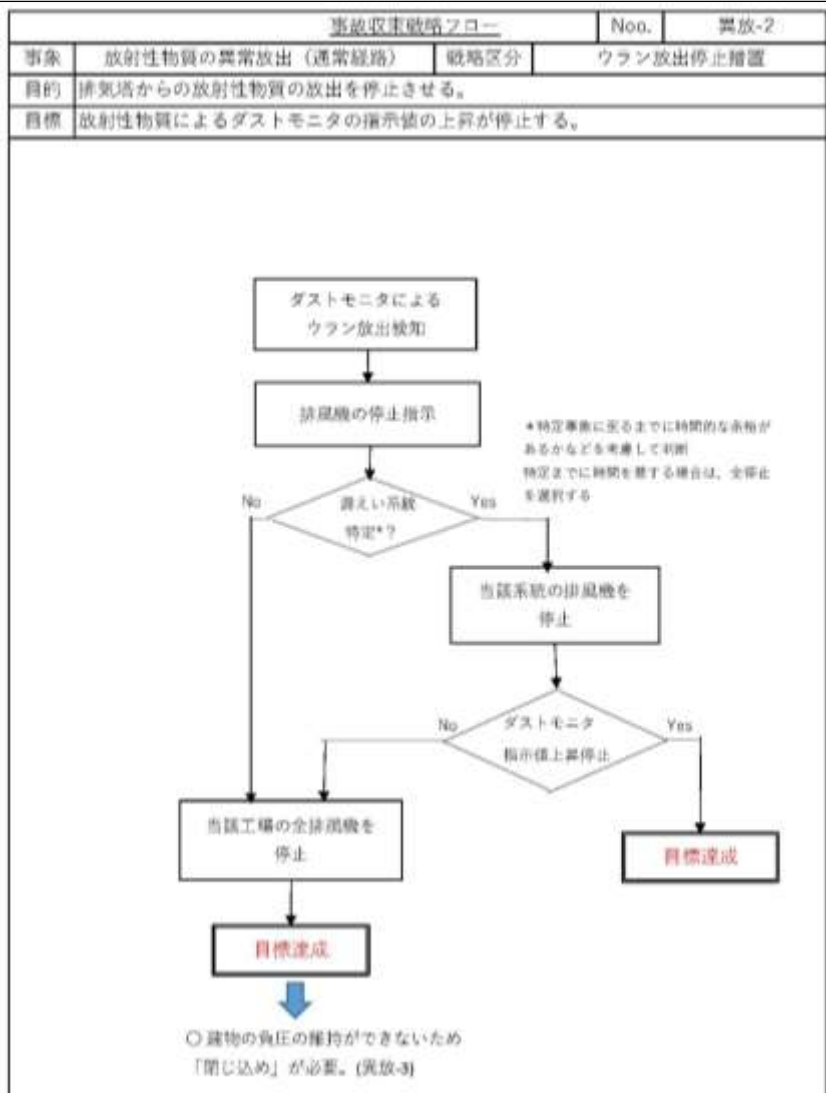 事故収束戦略フロー Noo. 異放-2
事象 放射性物質の異常放出（通常経路） 戦略区分 ウラン放出停止措置
目的 排気塔からの放射性物質の放出を停止させる。
目標 放射性物質によるダストモニタの指示値の上昇が停止する。
ダストモニタによる
ウラン放出検知
排風機の停止指示
*特定事象に至るまでに時間的な余裕が
あるかなどを考慮して判断
特定までに時間を要する場合は、全停止
を選択する
No
漏えい系統
特定*？
Yes
当該系統の排風機を
停止
No
ダストモニタ
指示値上昇停止
Yes
当該工場の全排風機を
停止
目標達成
目標達成
〇建物の負圧の維持ができないため
「閉じ込め」が必要。(異放-3)